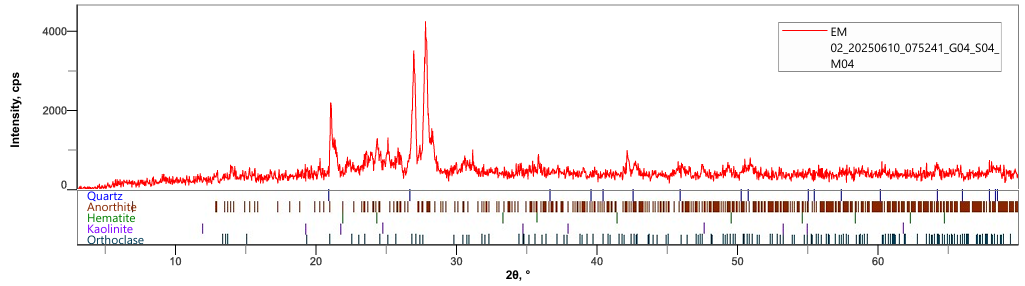 4000
2000
0
Intensity, cps
EM
02_20250610_075241_G04_S04_
M04
Quartz
Anorthite
Hematite
Kaolinite
Orthoclase
10 20 30 40 50 60
2θ, °